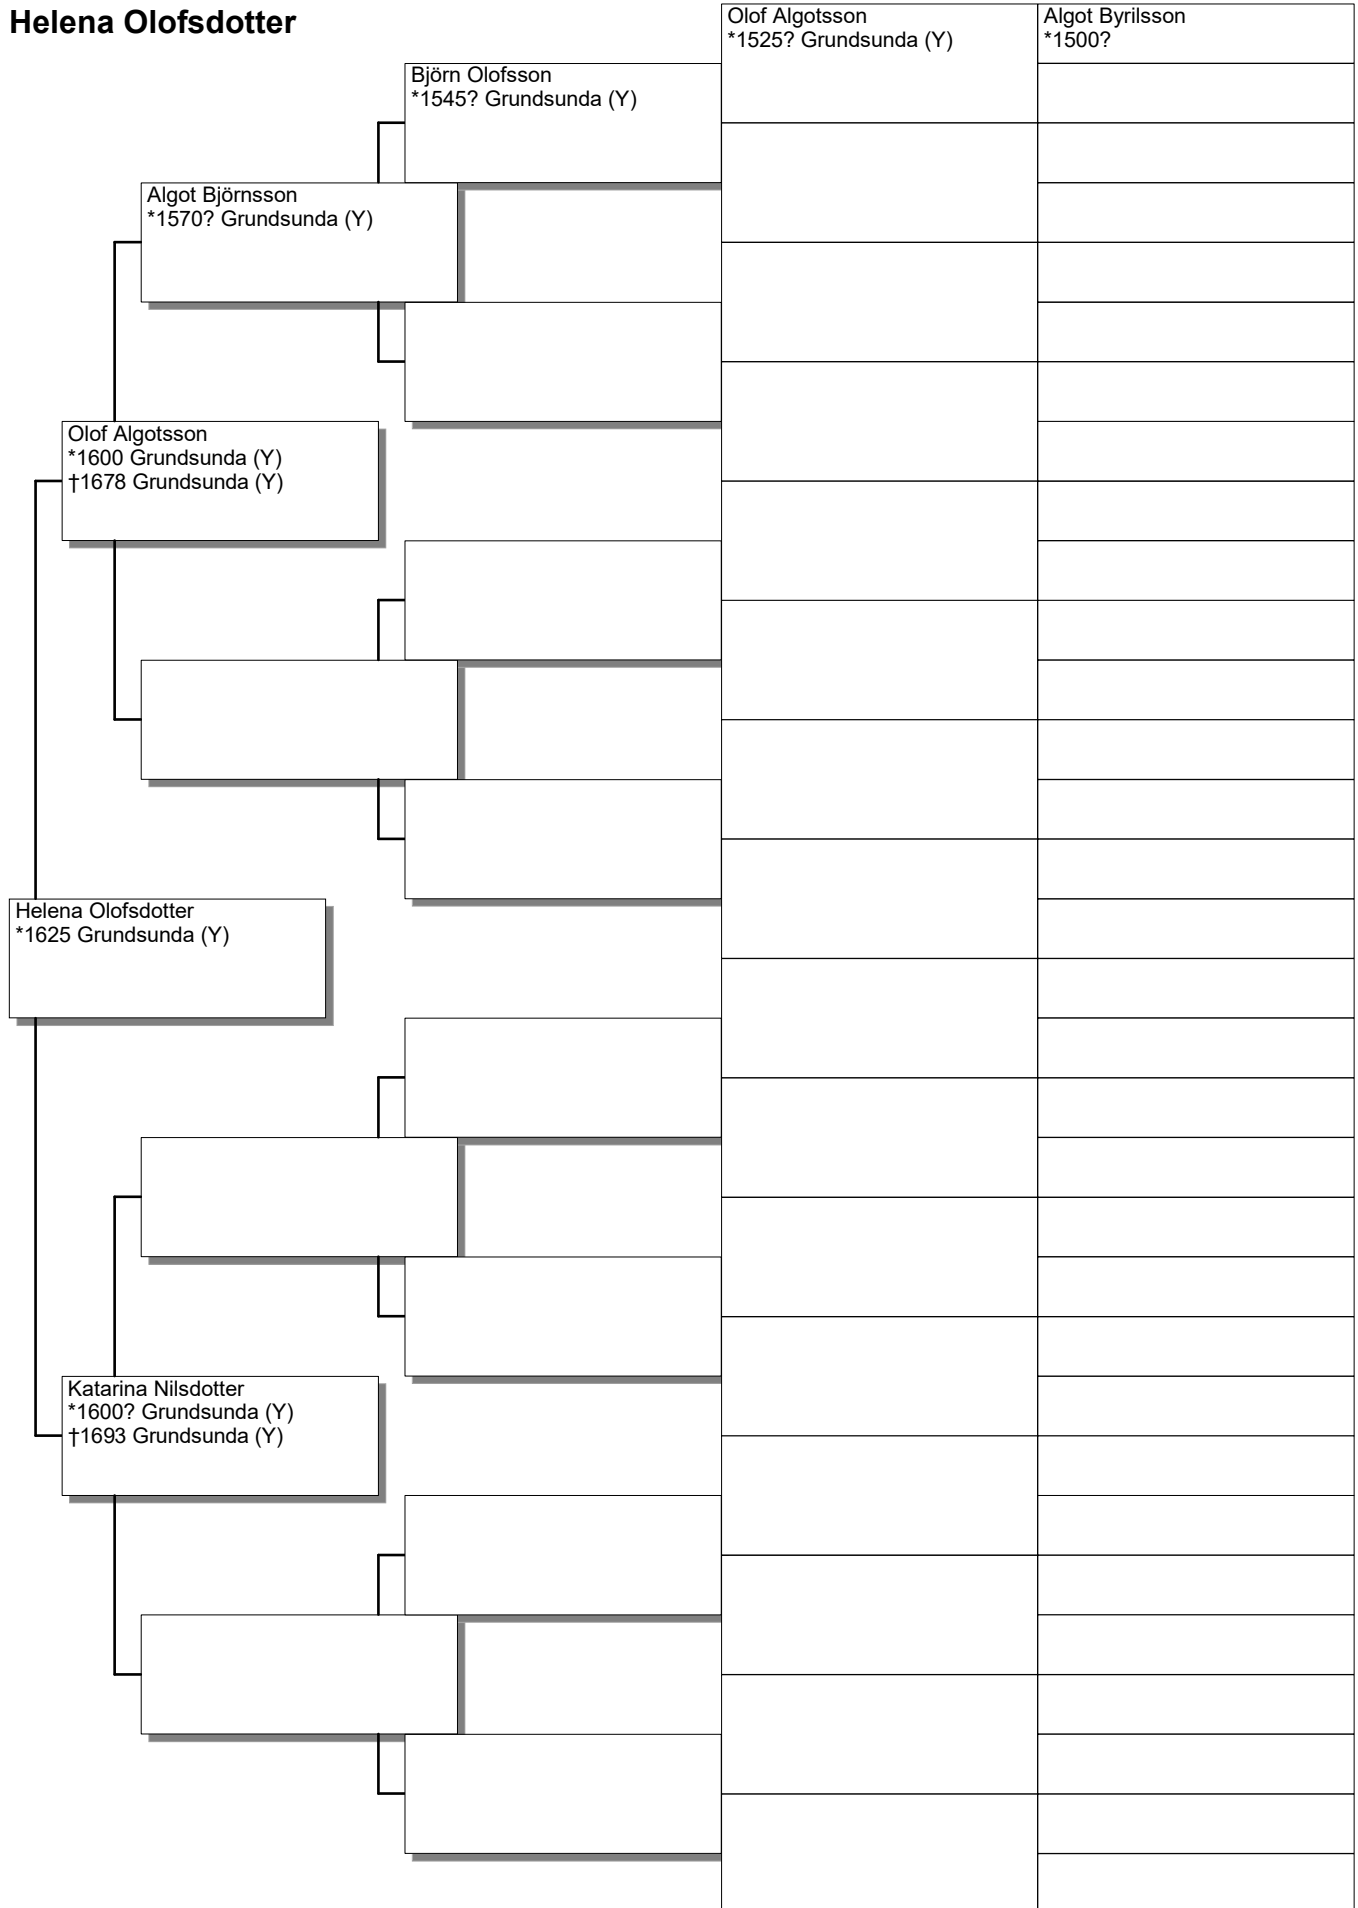 Helena Olofsdotter
Olof Algotsson
*1525? Grundsunda (Y)
Algot Byrilsson
*1500?
Björn Olofsson
*1545? Grundsunda (Y)
Algot Björnsson
*1570? Grundsunda (Y)
Olof Algotsson
*1600 Grundsunda (Y)
†1678 Grundsunda (Y)
Helena Olofsdotter
*1625 Grundsunda (Y)
Katarina Nilsdotter
*1600? Grundsunda (Y)
†1693 Grundsunda (Y)